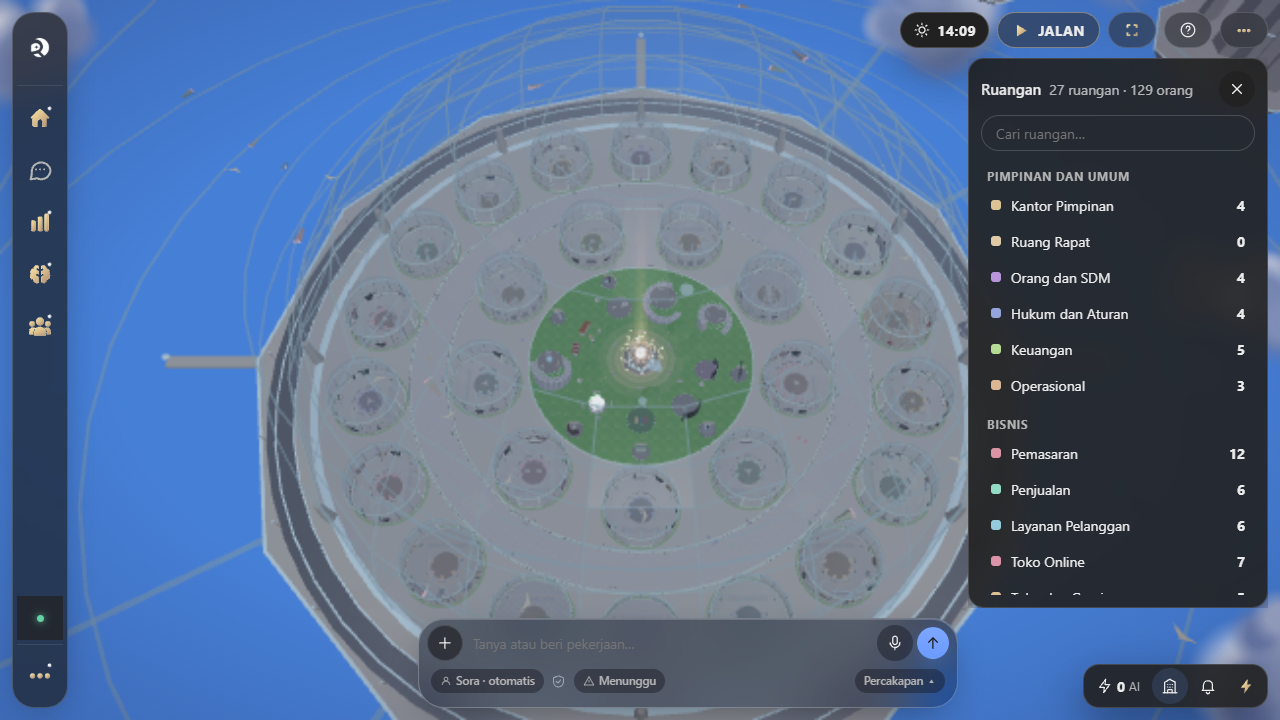 14:09
JALAN
Ruangan 27 ruangan · 129 orang
Cari ruangan...
PIMPINAN DAN UMUM
Kantor Pimpinan 4
Ruang Rapat 0
Orang dan SDM 4
Hukum dan Aturan 4
Keuangan 5
Operasional 3
BISNIS
Pemasaran 12
Penjualan 6
Layanan Pelanggan 6
Toko Online 7
Tanya atau beri pekerjaan...
Sora · otomatis
Menunggu
Percakapan
0 AI